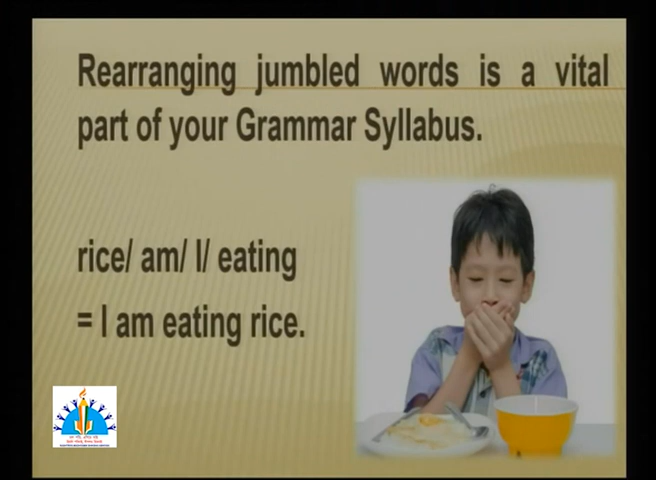 Rearranging jumbled words is a vital
part of your Grammar Syllabus.
rice/ am/ I/ eating
= I am eating rice.